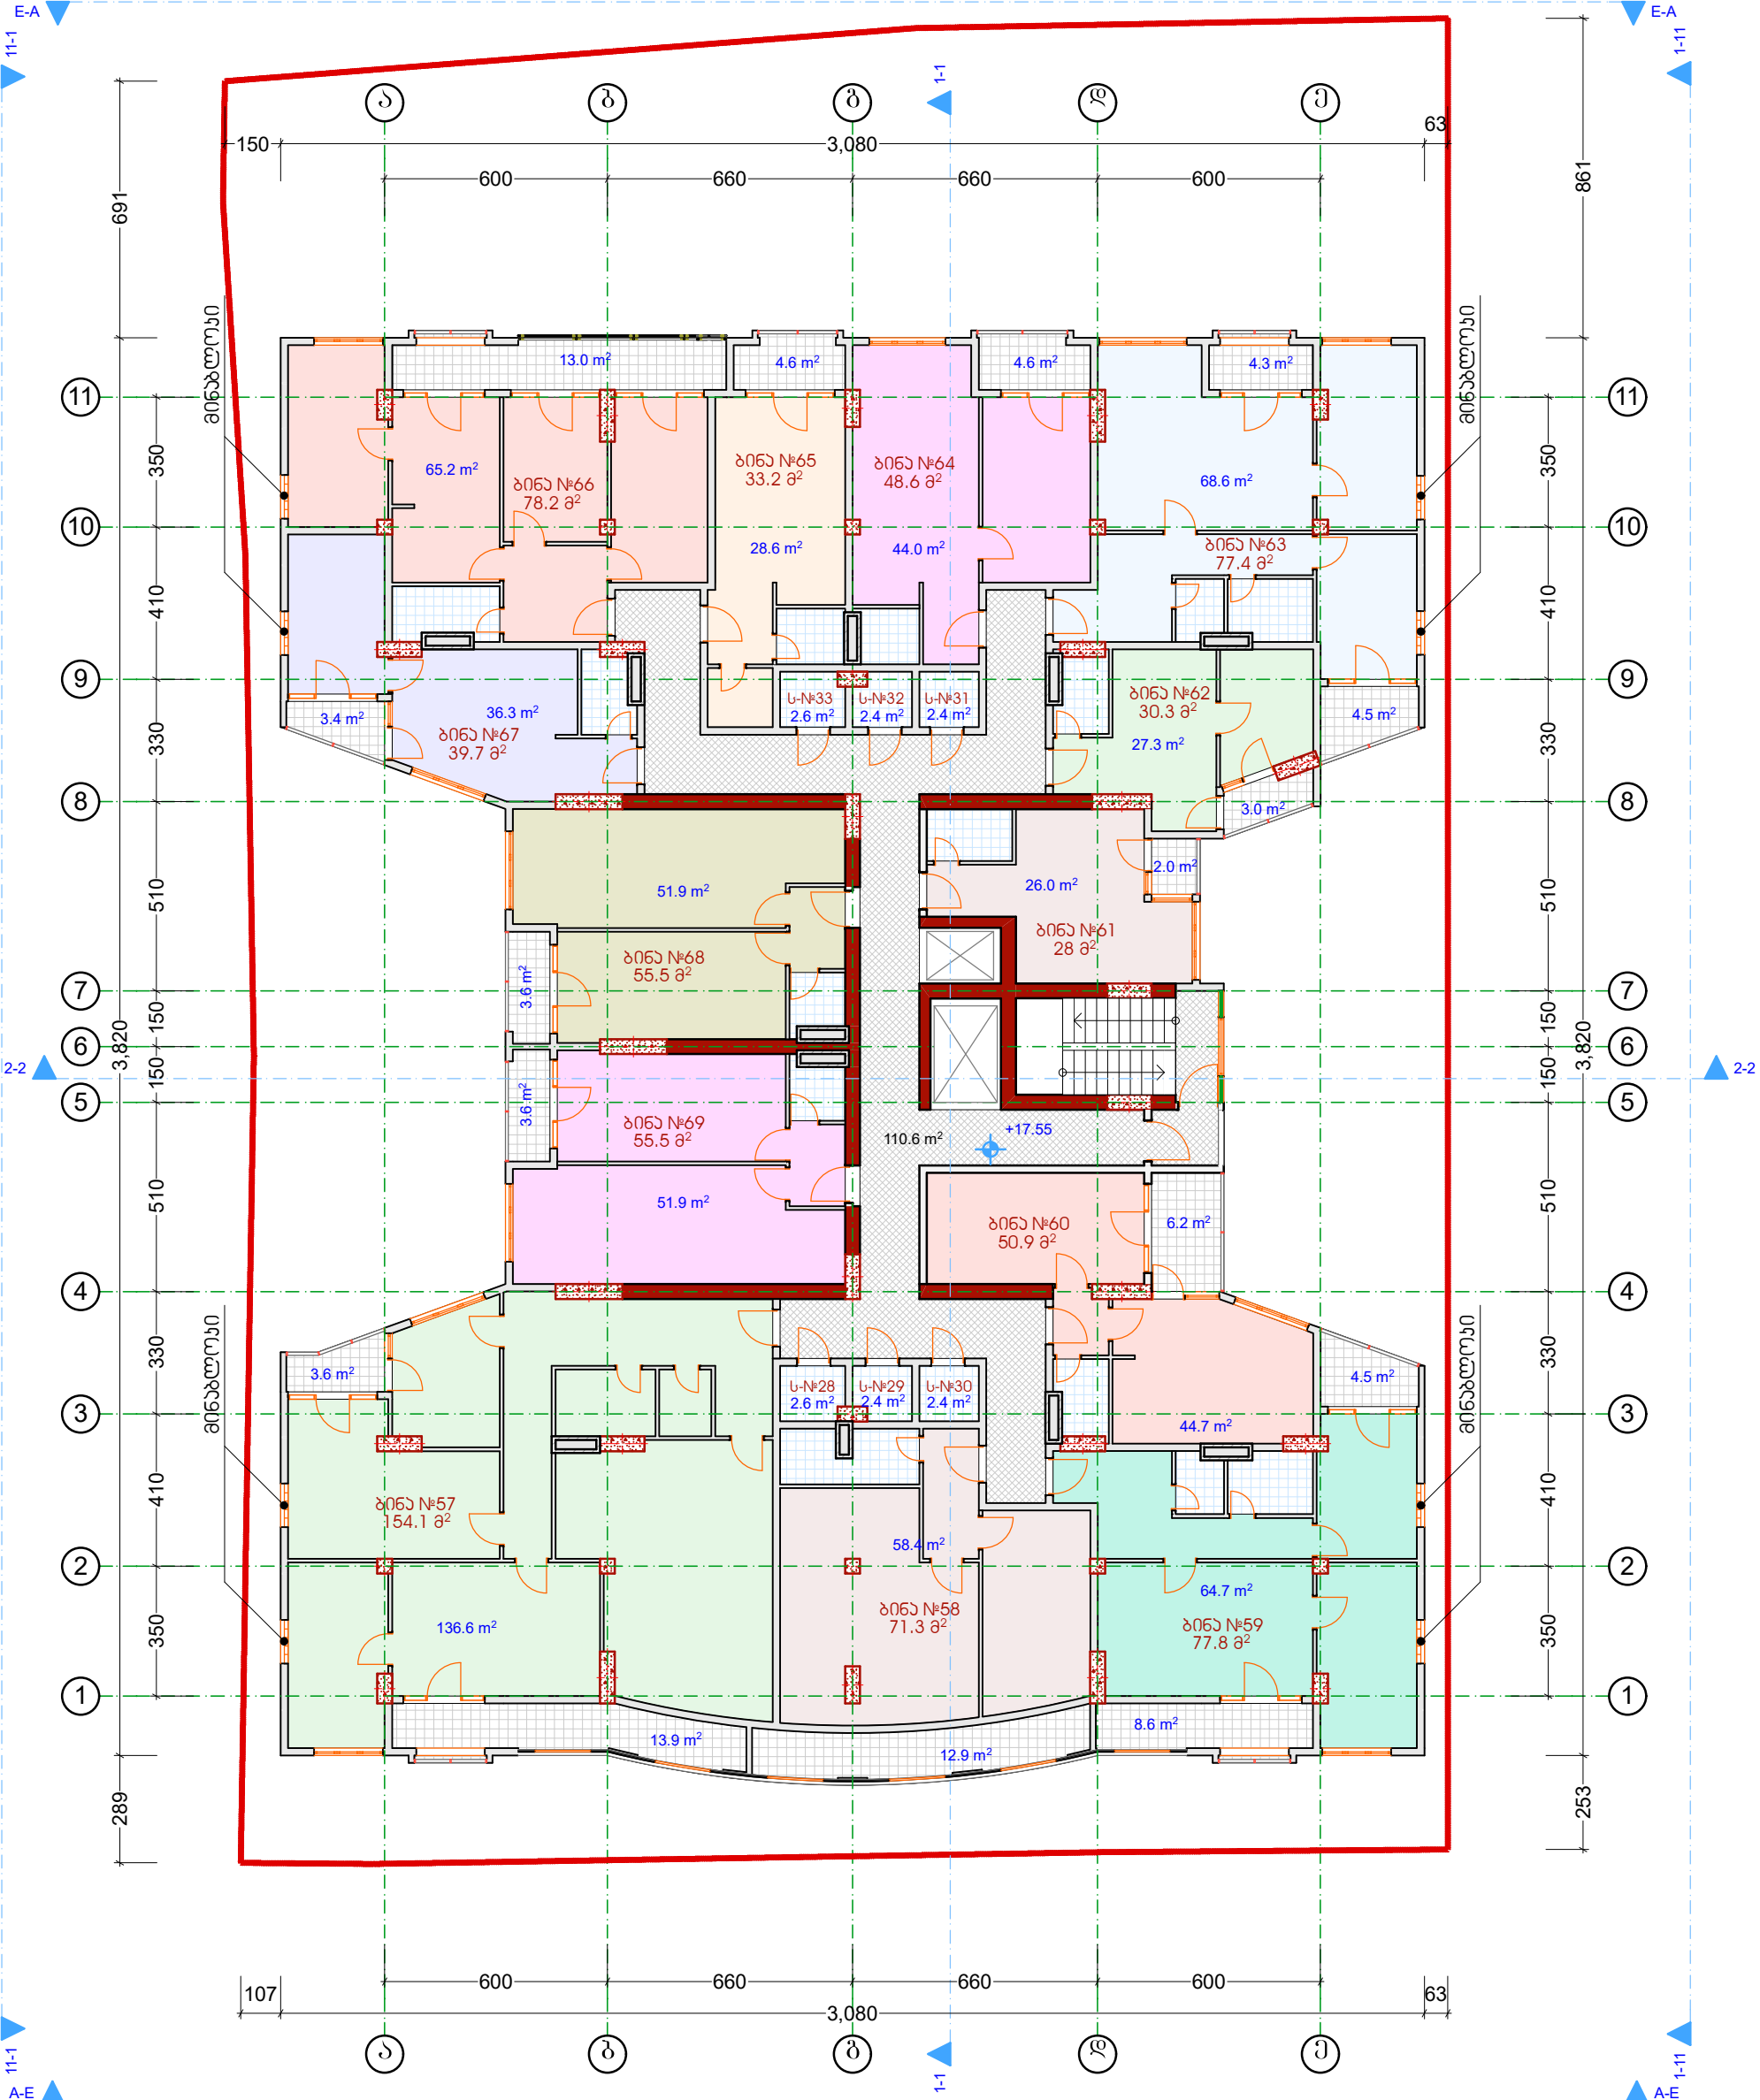 E-A
E-A
11-1
1-11
1-1
ა
ბ
გ
დ
ე
150
3,080
63
600
660
660
600
691
861
მინაბლოკი
მინაბლოკი
13.0 m²
4.6 m²
4.6 m²
4.3 m²
11
11
350
350
65.2 m²
ბინა №66
78.2 მ²
ბინა №65
33.2 მ²
ბინა №64
48.6 მ²
68.6 m²
10
10
28.6 m²
44.0 m²
ბინა №63
77.4 მ²
410
410
9
9
ს-№33
2.6 m²
ს-№32
2.4 m²
ს-№31
2.4 m²
3.4 m²
36.3 m²
ბინა №67
39.7 მ²
ბინა №62
30.3 მ²
27.3 m²
4.5 m²
330
330
8
8
3.0 m²
2.0 m²
51.9 m²
26.0 m²
510
510
ბინა №61
28 მ²
ბინა №68
55.5 მ²
3.6 m²
7
7
150
150
3,820
3,820
6
6
2-2
2-2
150
150
5
5
3.6 m²
ბინა №69
55.5 მ²
110.6 m²
+17.55
51.9 m²
510
510
ბინა №60
50.9 მ²
6.2 m²
4
4
მინაბლოკი
მინაბლოკი
330
330
3.6 m²
ს-№28
2.6 m²
ს-№29
2.4 m²
ს-№30
2.4 m²
4.5 m²
3
3
44.7 m²
410
410
ბინა №57
154.1 მ²
58.4 m²
2
2
64.7 m²
136.6 m²
ბინა №58
71.3 მ²
ბინა №59
77.8 მ²
350
350
1
1
13.9 m²
12.9 m²
8.6 m²
289
253
600
660
660
600
107
3,080
63
ა
ბ
გ
დ
ე
11-1
1-1
1-11
A-E
A-E